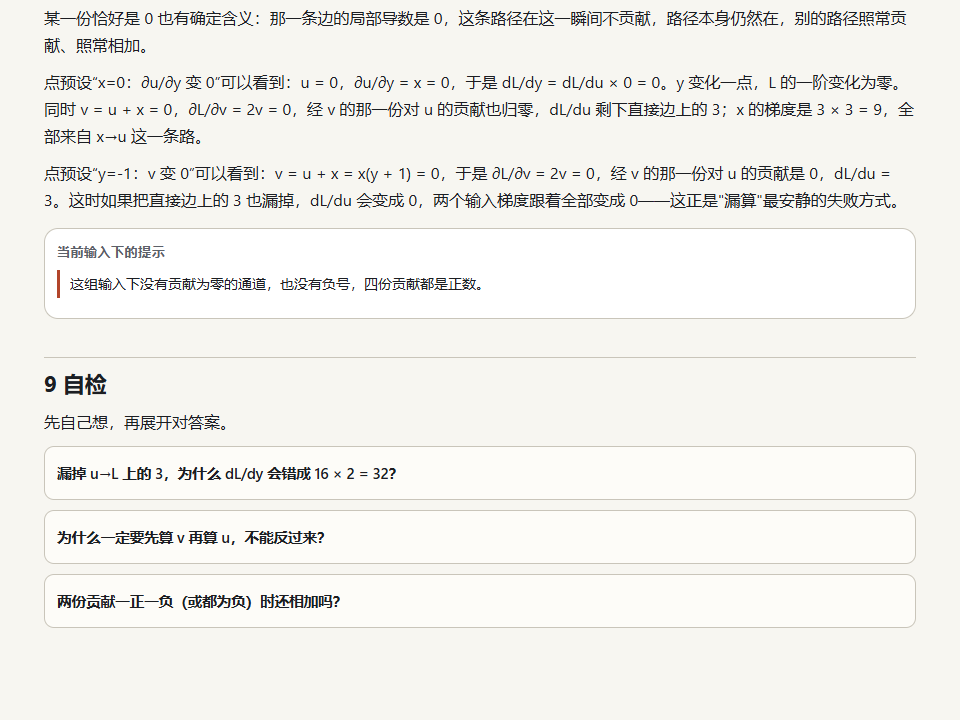 某一份恰好是 0 也有确定含义：那一条边的局部导数是 0，这条路径在这一瞬间不贡献，路径本身仍然在，别的路径照常贡
献、照常相加。
点预设“x=0：∂u/∂y 变 0”可以看到：u = 0，∂u/∂y = x = 0，于是 dL/dy = dL/du × 0 = 0。y 变化一点，L 的一阶变化为零。
同时 v = u + x = 0，∂L/∂v = 2v = 0，经 v 的那一份对 u 的贡献也归零，dL/du 剩下直接边上的 3；x 的梯度是 3 × 3 = 9，全
部来自 x→u 这一条路。
点预设“y=-1：v 变 0”可以看到：v = u + x = x(y + 1) = 0，于是 ∂L/∂v = 2v = 0，经 v 的那一份对 u 的贡献是 0，dL/du =
3。这时如果把直接边上的 3 也漏掉，dL/du 会变成 0，两个输入梯度跟着全部变成 0——这正是"漏算"最安静的失败方式。
当前输入下的提示
这组输入下没有贡献为零的通道，也没有负号，四份贡献都是正数。
9 自检
先自己想，再展开对答案。
漏掉 u→L 上的 3，为什么 dL/dy 会错成 16 × 2 = 32？
为什么一定要先算 v 再算 u，不能反过来？
两份贡献一正一负（或都为负）时还相加吗？